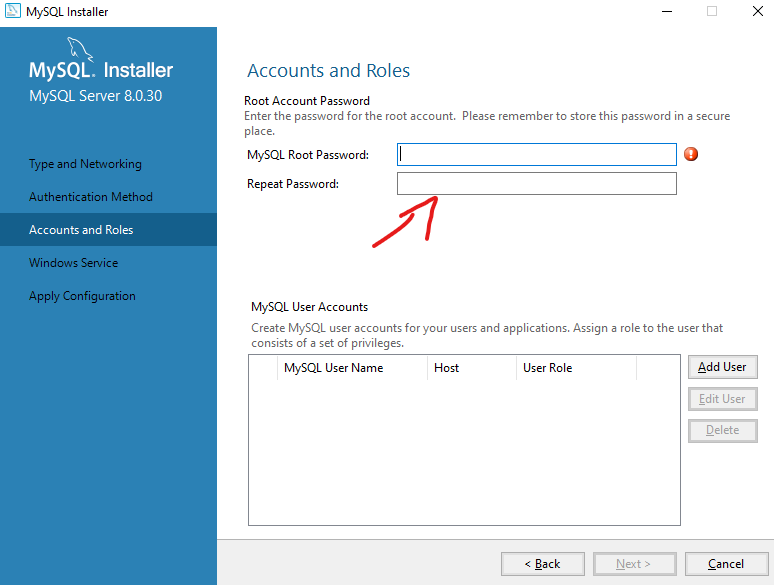 MySQL Installer
MySQL. Installer
MySQL Server 8.0.30
Type and Networking
Authentication Method
Accounts and Roles
Windows Service
Apply Configuration
Accounts and Roles
Root Account Password
Enter the password for the root account. Please remember to store this password in a secure
place.
MySQL Root Password:
Repeat Password:
MySQL User Accounts
Create MySQL user accounts for your users and applications. Assign a role to the user that
consists of a set of privileges.
MySQL User Name Host User Role
Add User
Edit User
Delete
< Back Next > Cancel